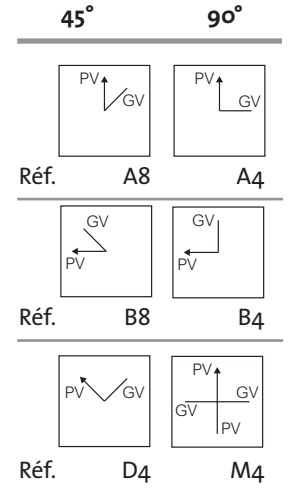 45° 90°
PV GV PV GV
Réf. A8 A4
GV PV GV PV
Réf. B8 B4
PV GV PV GV GV PV
Réf. D4 M4